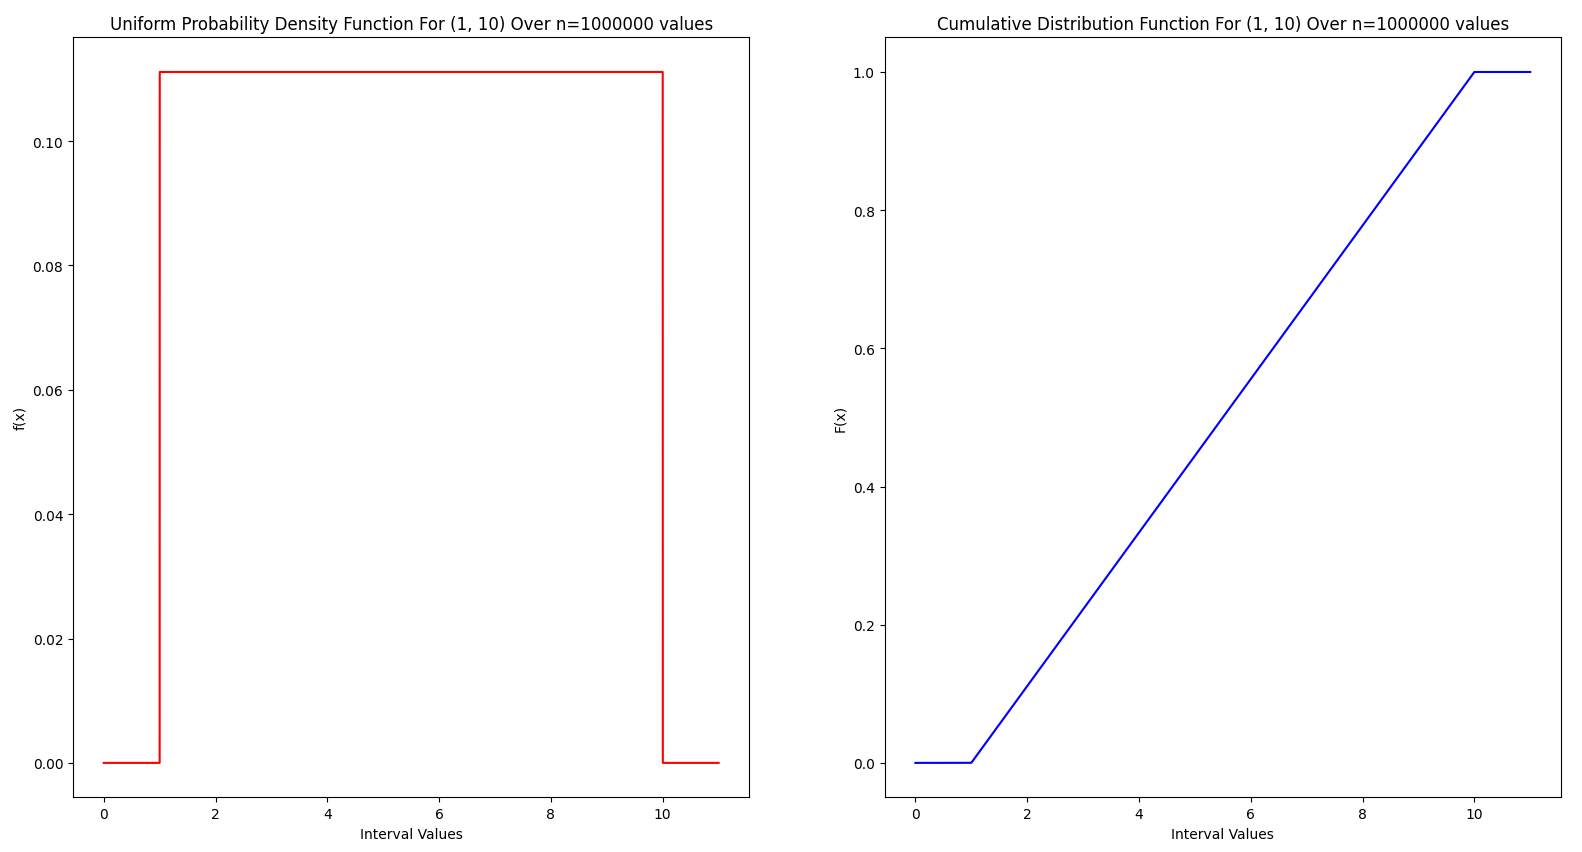 Uniform Probability Density Function For (1, 10) Over n=1000000 values
0.10
0.08
0.06
0.04
0.02
0.00
f(x)
0 2 4 6 8 10
Interval Values
Cumulative Distribution Function For (1, 10) Over n=1000000 values
1.0
0.8
0.6
0.4
0.2
0.0
F(x)
0 2 4 6 8 10
Interval Values